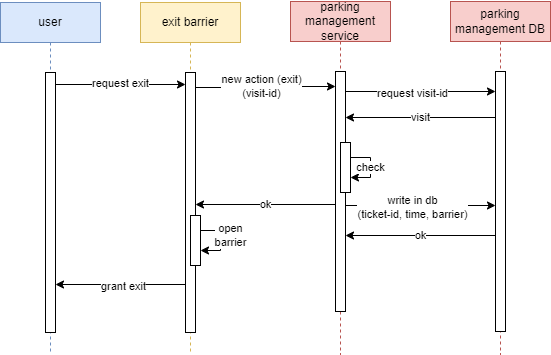 user
exit barrier
parking
management
service
parking
management DB
request exit
new action (exit)
(visit-id)
request visit-id
visit
check
ok
write in db
(ticket-id, time, barrier)
open
barrier
ok
grant exit